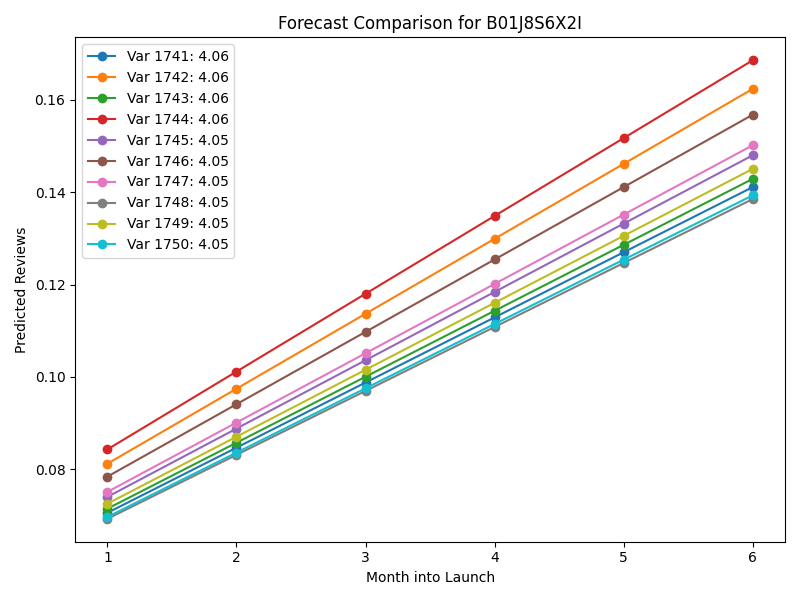 Forecast Comparison for B01J8S6X2I
Var 1741: 4.06
Var 1742: 4.06
Var 1743: 4.06
Var 1744: 4.06
Var 1745: 4.05
Var 1746: 4.05
Var 1747: 4.05
Var 1748: 4.05
Var 1749: 4.05
Var 1750: 4.05
0.16
0.14
0.12
0.10
0.08
Predicted Reviews
1 2 3 4 5 6
Month into Launch